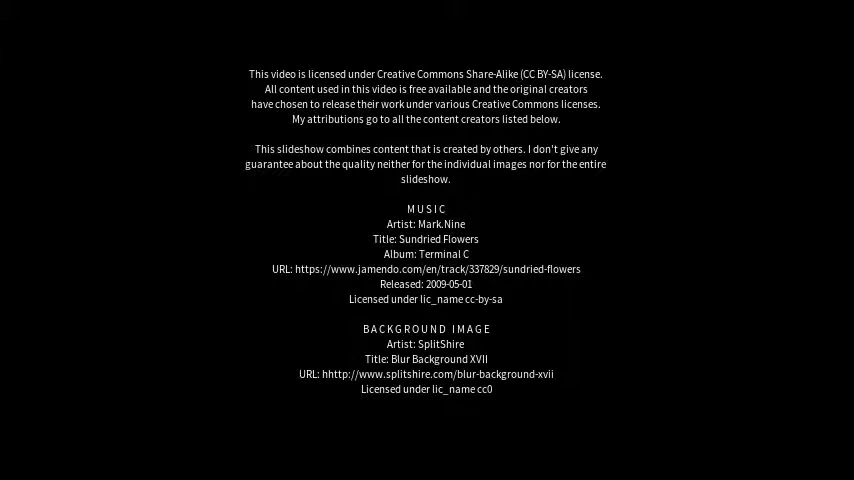 This video is licensed under Creative Commons Share-Alike (CC BY-SA) license.
All content used in this video is free available and the original creators
have chosen to release their work under various Creative Commons licenses.
My attributions go to all the content creators listed below.
This slideshow combines content that is created by others. I don't give any
guarantee about the quality neither for the individual images nor for the entire
slideshow.
MUSIC
Artist: Mark.Nine
Title: Sundried Flowers
Album: Terminal C
URL: https://www.jamendo.com/en/track/337829/sundried-flowers
Released: 2009-05-01
Licensed under lic_name cc-by-sa
BACKGROUND IMAGE
Artist: SplitShire
Title: Blur Background XVII
URL: hhttp://www.splitshire.com/blur-background-xvii
Licensed under lic_name cc0